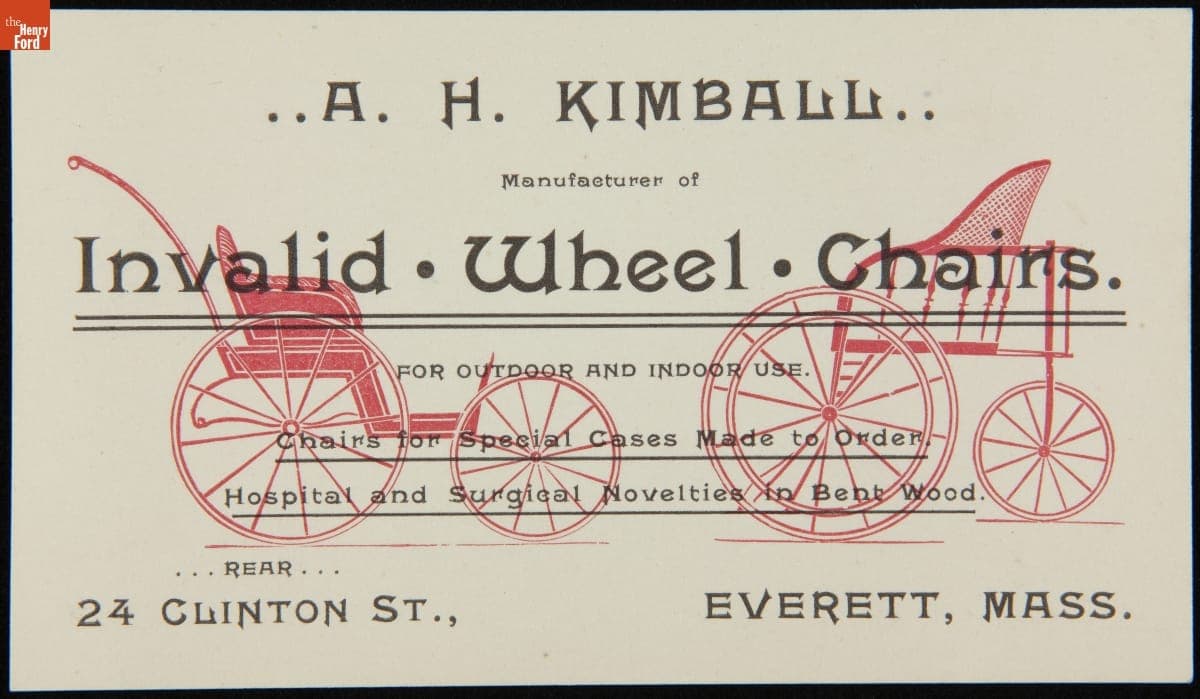 the
Henry
Ford
..A. H. KIMBALL..
Manufacturer of
Invalid • Wheel • Chairs.
FOR OUTDOOR AND INDOOR USE.
Chairs for Special Cases Made to Order.
Hospital and Surgical Novelties in Bent Wood.
...REAR...
24 CLINTON ST., EVERETT, MASS.